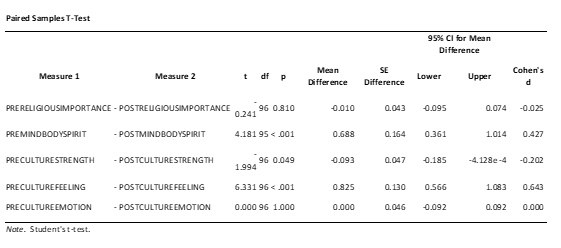 Paired Samples T-Test
95% CI for Mean
Difference
Measure 1 Measure 2 t df p Mean Difference SE Difference Lower Upper Cohen's d
PRERELIGIOUSIMPORTANCE - POSTRELIGIOUSIMPORTANCE -0.241 96 0.810 -0.010 0.043 -0.095 0.074 -0.025
PREMINDBODYSPIRIT - POSTMINDBODYSPIRIT 4.181 95 < .001 0.688 0.164 0.361 1.014 0.427
PRECULTURESTRENGTH - POSTCULTURESTRENGTH -1.994 96 0.049 -0.093 0.047 -0.185 -4.128e-4 -0.202
PRECULTUREFEELING - POSTCULTUREFEELING 6.331 96 < .001 0.825 0.130 0.566 1.083 0.643
PRECULTUREEMOTION - POSTCULTUREEMOTION 0.000 96 1.000 0.000 0.046 -0.092 0.092 0.000
Note. Student's t-test.